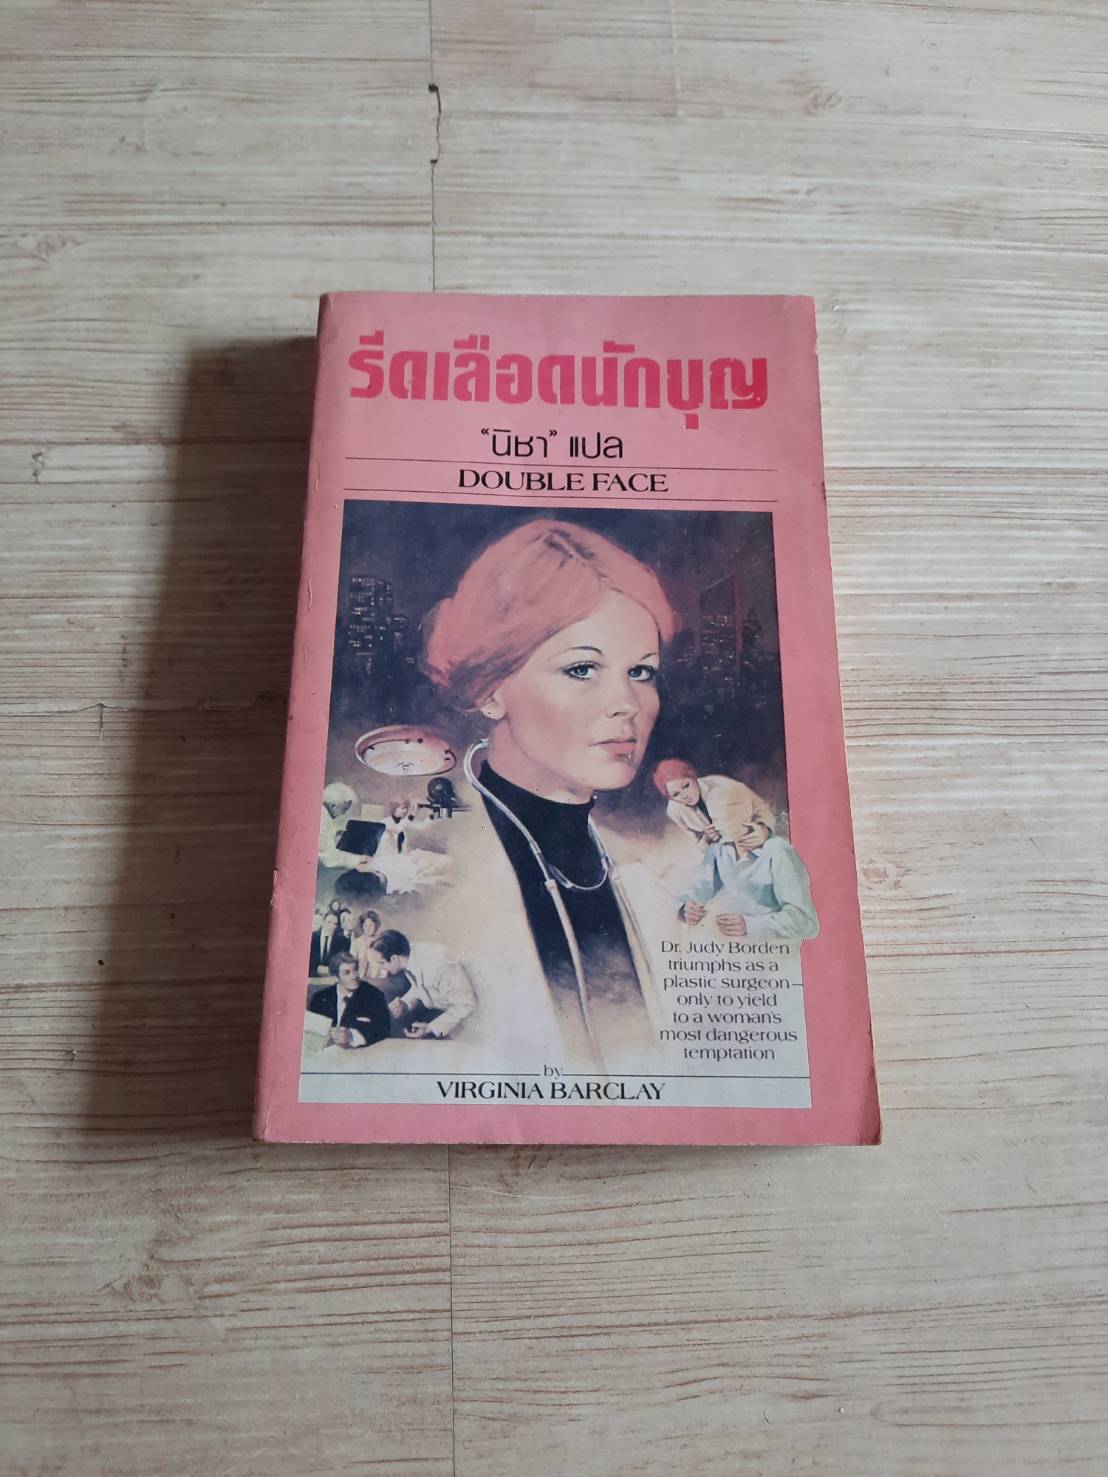 รีดเลือดนักบุญ
“นิชา” แปล
DOUBLE FACE
Dr. Judy Borden
triumphs as a
plastic surgeon—
only to yield
to a woman's
most dangerous
temptation
by
VIRGINIA BARCLAY